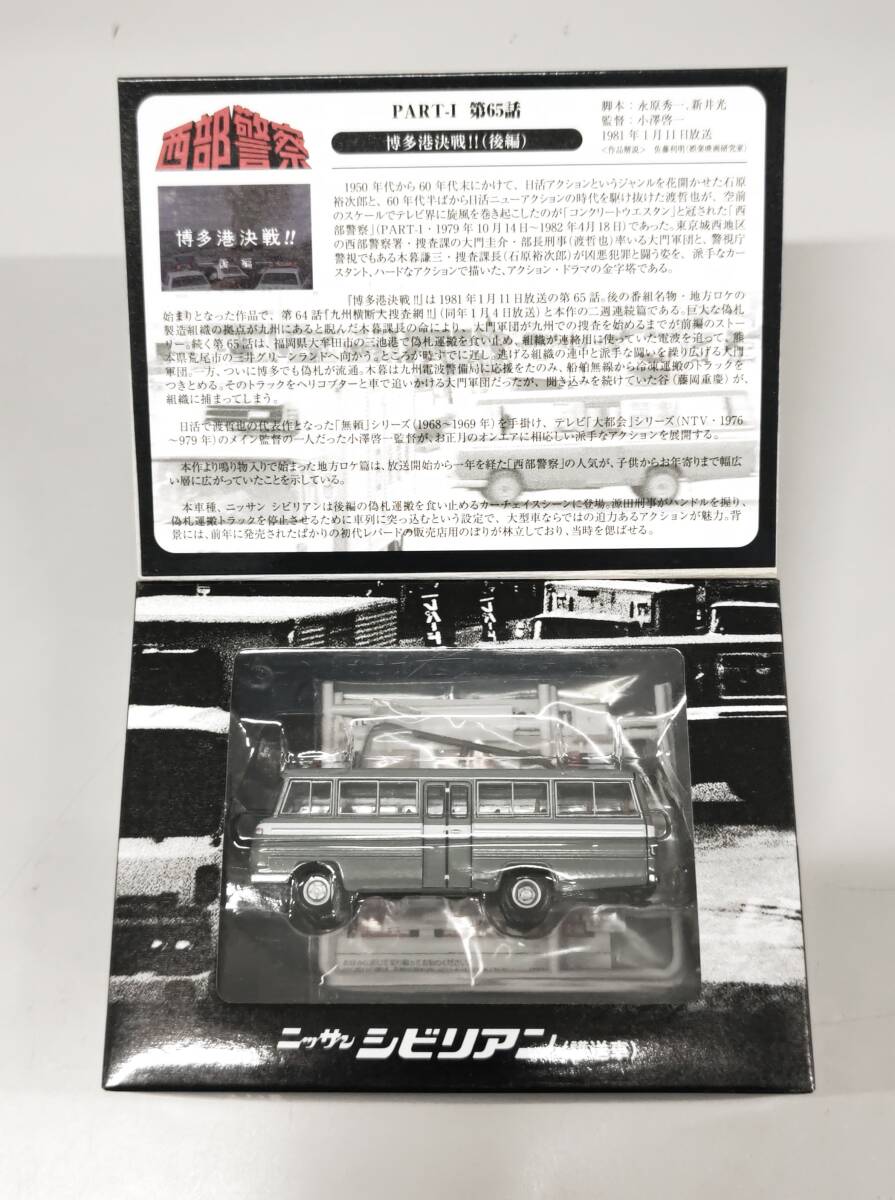 西部警察
PART-I 第65話
博多港決戦!!(後編)
脚本：永原秀一、新井光
監督：小澤啓一
1981年1月11日放送
<作品解説> 佐藤利明(娯楽映画研究家)
博多港決戦!!
後編
1950年代から60年代末にかけて、日活アクションというジャンルを花開かせた石原
裕次郎と、60年代半ばから日活ニューアクションの時代を駆け抜けた渡哲也が、空前
のスケールでテレビ界に旋風を巻き起こしたのが「コンクリートウエスタン」と冠された「西
部警察」(PART-I・1979年10月14日～1982年4月18日)であった。東京城西地区
の西部警察署・捜査課の大門圭介・部長刑事(渡哲也)率いる大門軍団と、警視庁
警視でもある木暮謙三・捜査課長(石原裕次郎)が凶悪犯罪と闘う姿を、派手なカー
スタント、ハードなアクションで描いた、アクション・ドラマの金字塔である。
『博多港決戦!!』は1981年1月11日放送の第65話。後の番組名物・地方ロケの
始まりとなった作品で、第64話『九州横断大捜査網!!』(同年1月4日放送)と本作の二週連続篇である。巨大な偽札
製造組織の拠点が九州にあると睨んだ木暮課長の命により、大門軍団が九州での捜査を始めるまでが前編のストー
リー。続く第65話は、福岡県大牟田市の三池港で偽札運搬を食い止め、組織が連絡用に使っていた電波を追って、熊
本県荒尾市の三井グリーンランドへ向かう。ところが時すでに遅し。逃げる組織の連中と派手な闘いを繰り広げる大門
軍団。一方、ついに博多でも偽札が流通。木暮は九州電波警備局に応援をたのみ、船舶無線から冷凍運搬のトラックを
つきとめる。そのトラックをヘリコプターと車で追いかける大門軍団だったが、聞き込みを続けていた谷(藤岡重慶)が、
組織に捕まってしまう。
日活で渡哲也の代表作となった「無頼」シリーズ(1968～1969年)を手掛け、テレビ「大都会」シリーズ(NTV・1976
～979年)のメイン監督の一人だった小澤啓一監督が、お正月のオンエアに相応しい派手なアクションを展開する。
本作より鳴り物入りで始まった地方ロケ篇は、放送開始から一年を経た「西部警察」の人気が、子供からお年寄りまで幅広
い層に広がっていたことを示している。
本車種、ニッサン シビリアンは後編の偽札運搬を食い止めるカーチェイスシーンに登場。源田刑事がハンドルを握り、
偽札運搬トラックを停止させるために車列に突っ込むという設定で、大型車ならではの迫力あるアクションが魅力。背
景には、前年に発売されたばかりの初代レパードの販売店用のぼりが林立しており、当時を偲ばせる。
ニッサン シビリアン(護送車)